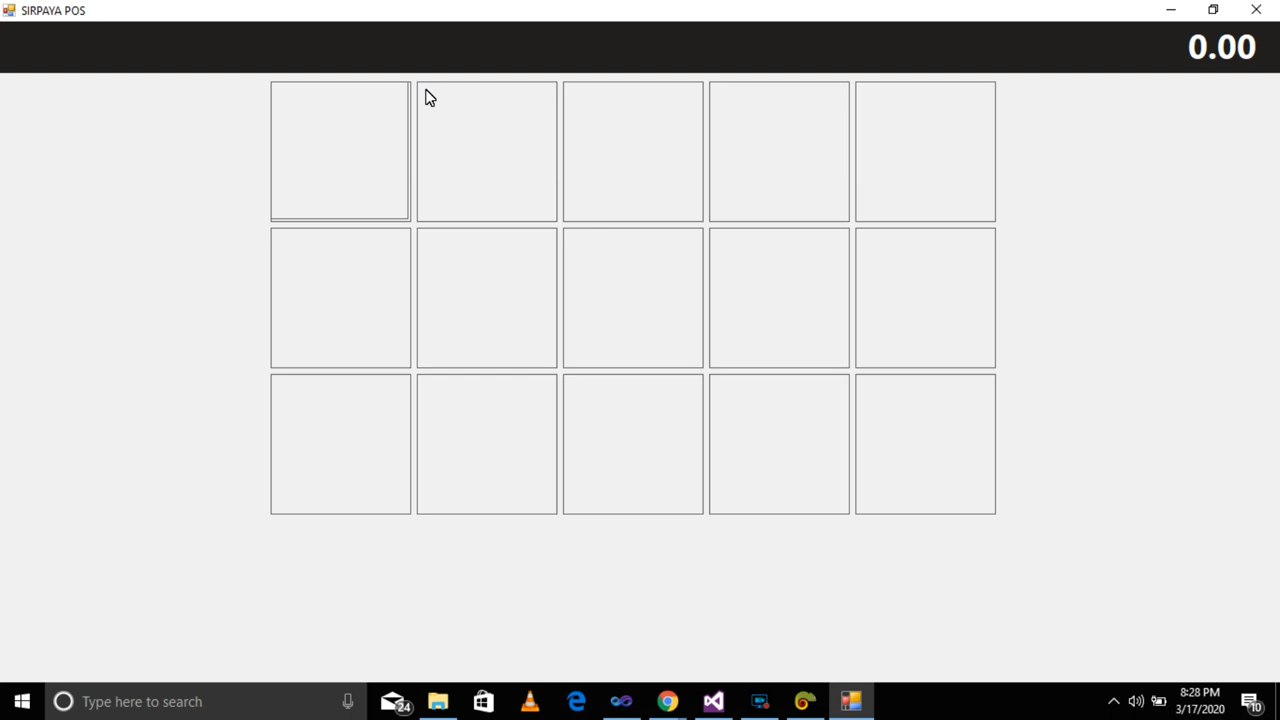 SIRPAYA POS
0.00
Type here to search
24
8:28 PM
3/17/2020
10